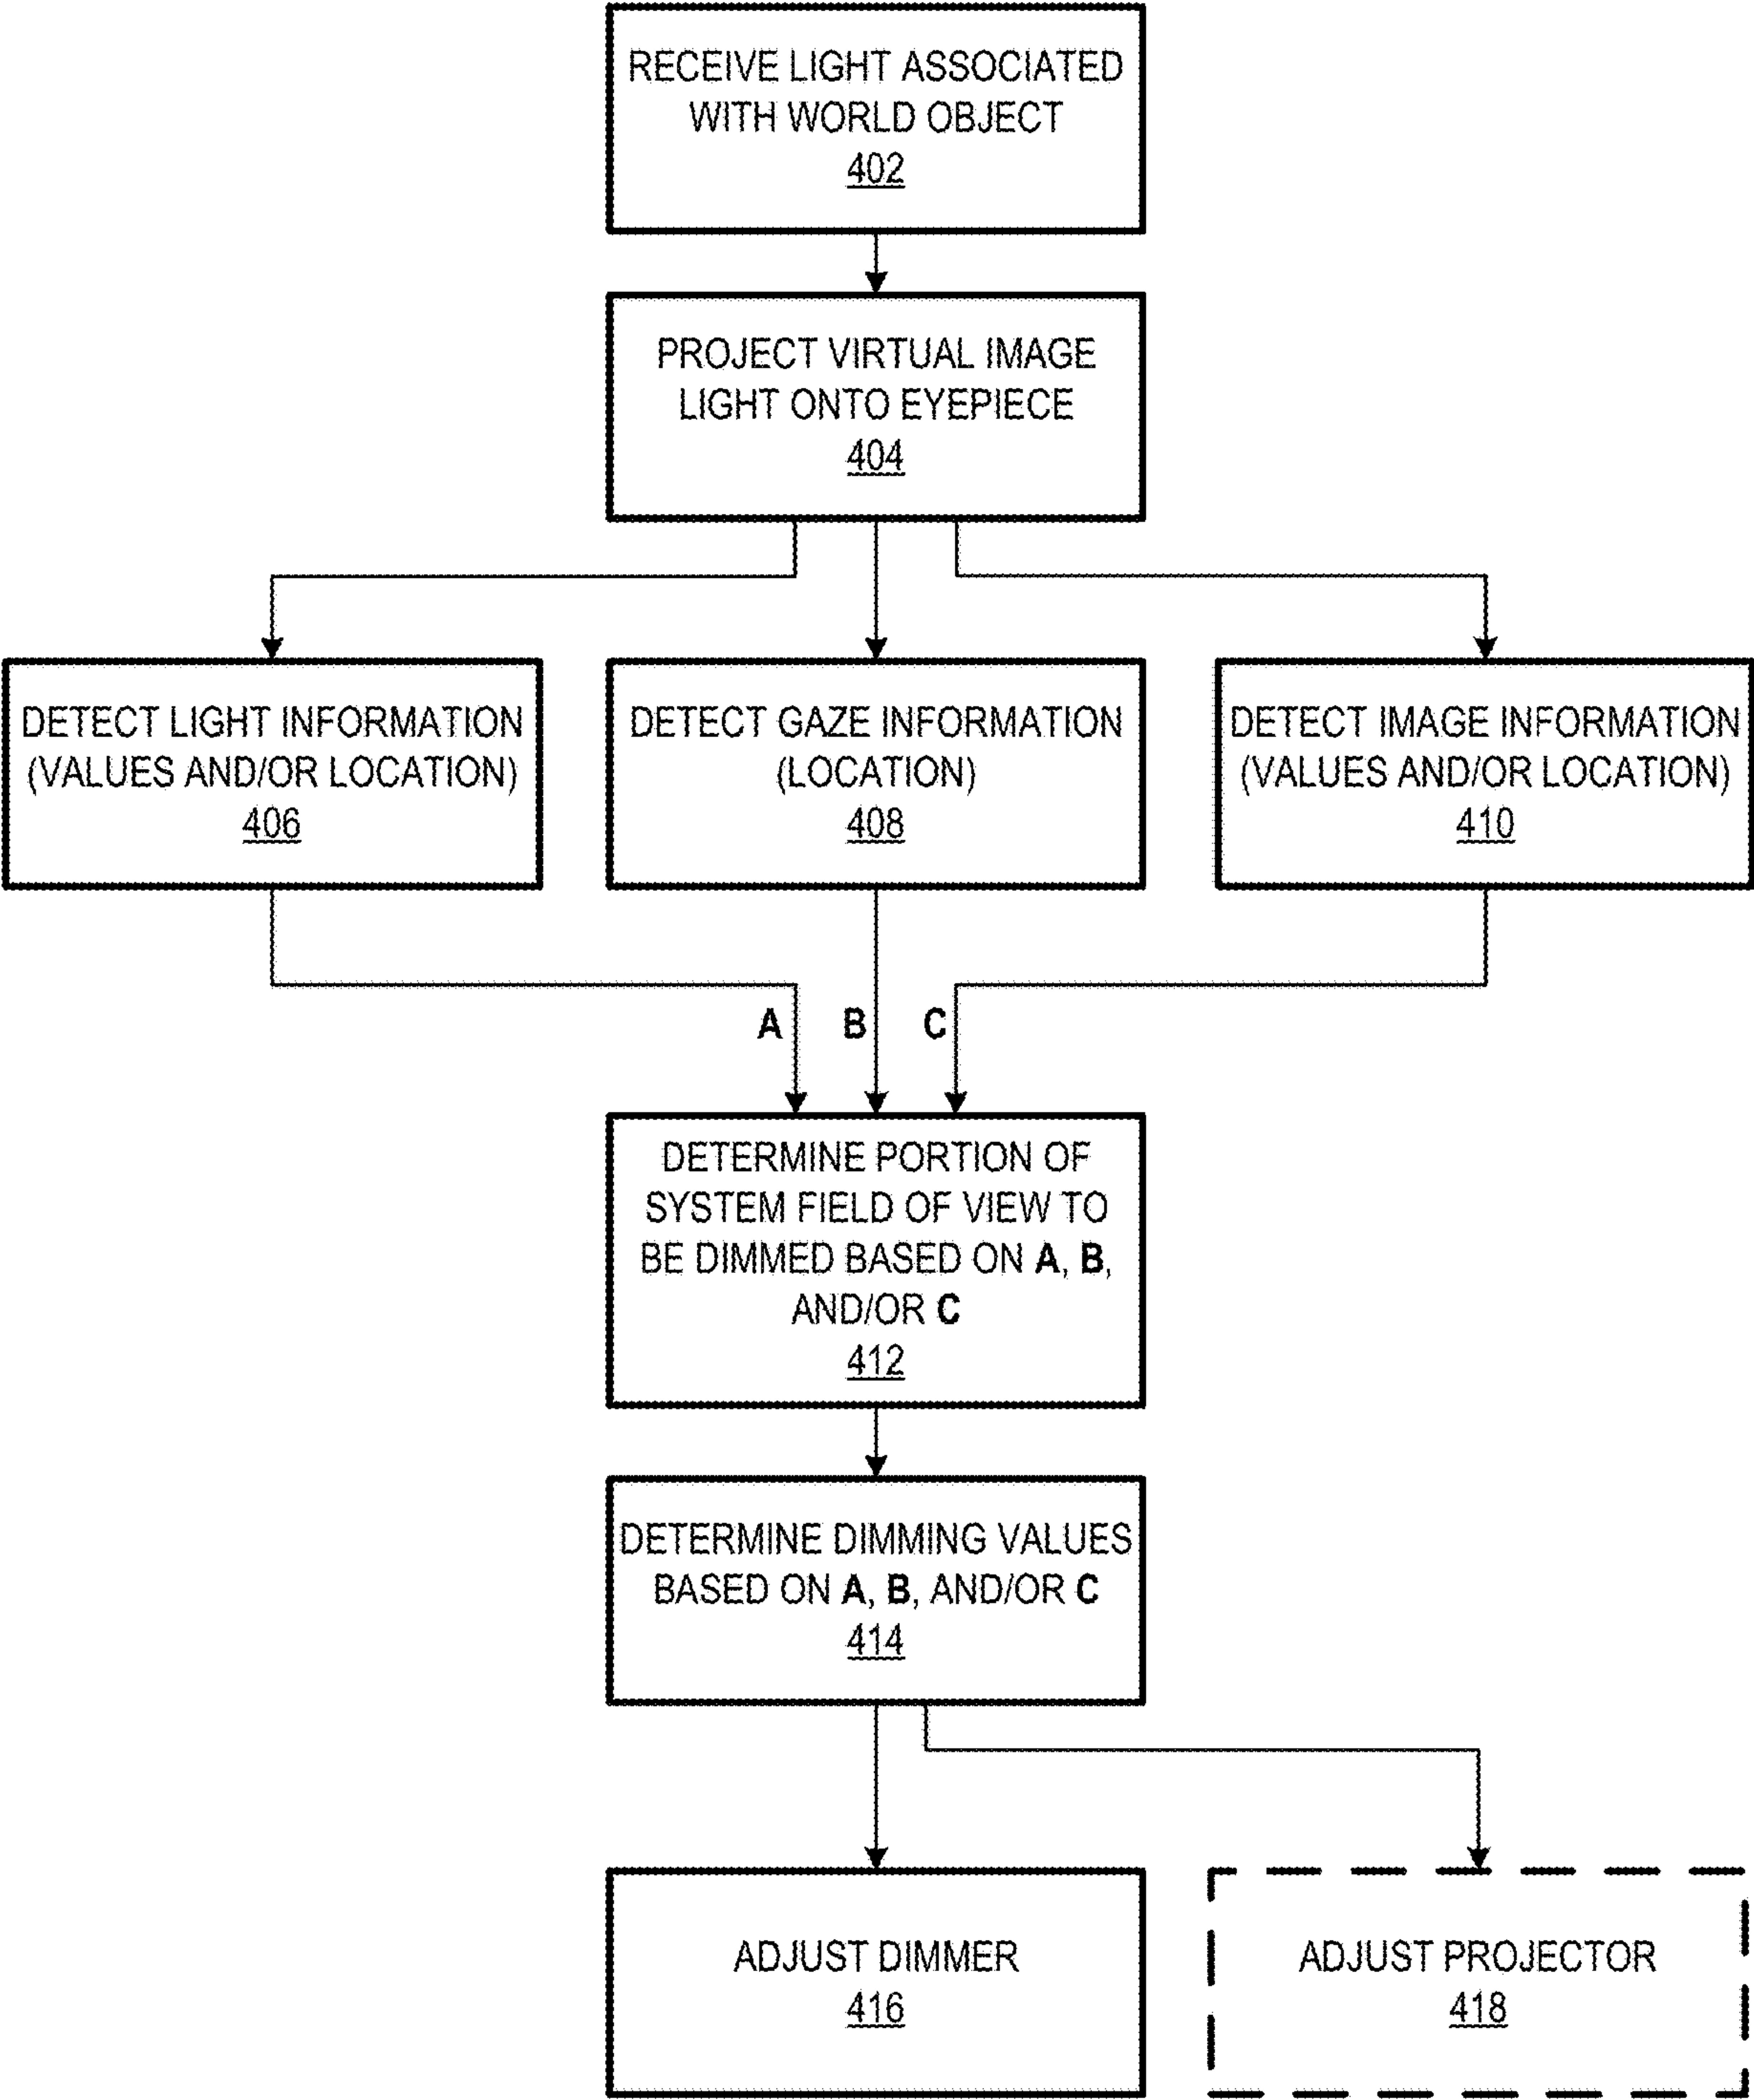 RECEIVE LIGHT ASSOCIATED
WITH WORLD OBJECT
402
PROJECT VIRTUAL IMAGE
LIGHT ONTO EYEPIECE
404
DETECT LIGHT INFORMATION
(VALUES AND/OR LOCATION)
406
DETECT GAZE INFORMATION
(LOCATION)
408
DETECT IMAGE INFORMATION
(VALUES AND/OR LOCATION)
410
A
B
C
DETERMINE PORTION OF
SYSTEM FIELD OF VIEW TO
BE DIMMED BASED ON A, B,
AND/OR C
412
DETERMINE DIMMING VALUES
BASED ON A, B, AND/OR C
414
ADJUST DIMMER
416
ADJUST PROJECTOR
418